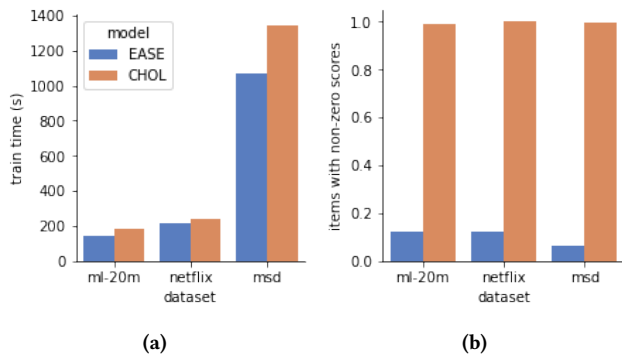 1400
1200
1000
800
600
400
200
0
train time (s)
model
EASE
CHOL
ml-20m
netflix
msd
dataset
(a)
1.0
0.8
0.6
0.4
0.2
0.0
items with non-zero scores
ml-20m
netflix
msd
dataset
(b)